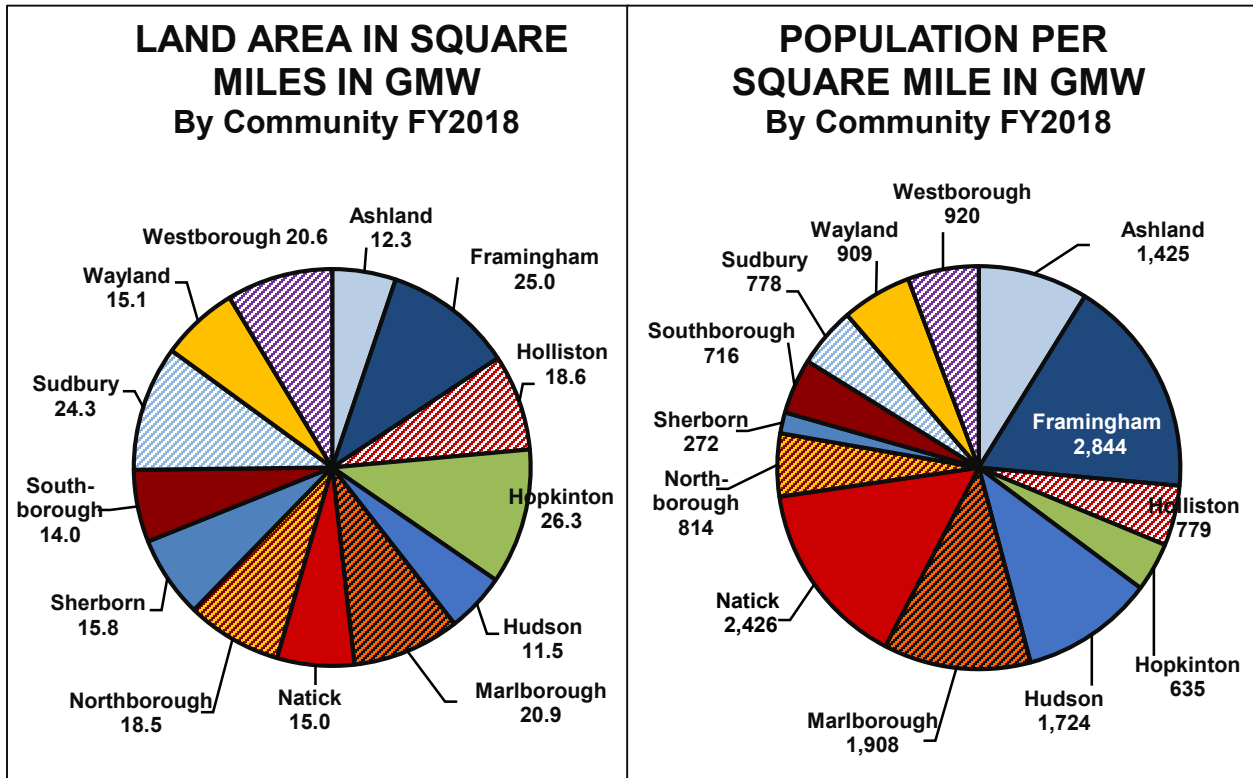 LAND AREA IN SQUARE
MILES IN GMW
By Community FY2018
Ashland
12.3
Framingham
25.0
Holliston
18.6
Hopkinton
26.3
Hudson
11.5
Marlborough
20.9
Natick
15.0
Northborough
18.5
Sherborn
15.8
South-
borough
14.0
Sudbury
24.3
Wayland
15.1
Westborough 20.6
POPULATION PER
SQUARE MILE IN GMW
By Community FY2018
Ashland
1,425
Framingham
2,844
Holliston
779
Hopkinton
635
Hudson
1,724
Marlborough
1,908
Natick
2,426
North-
borough
814
Sherborn
272
Southborough
716
Sudbury
778
Wayland
909
Westborough
920